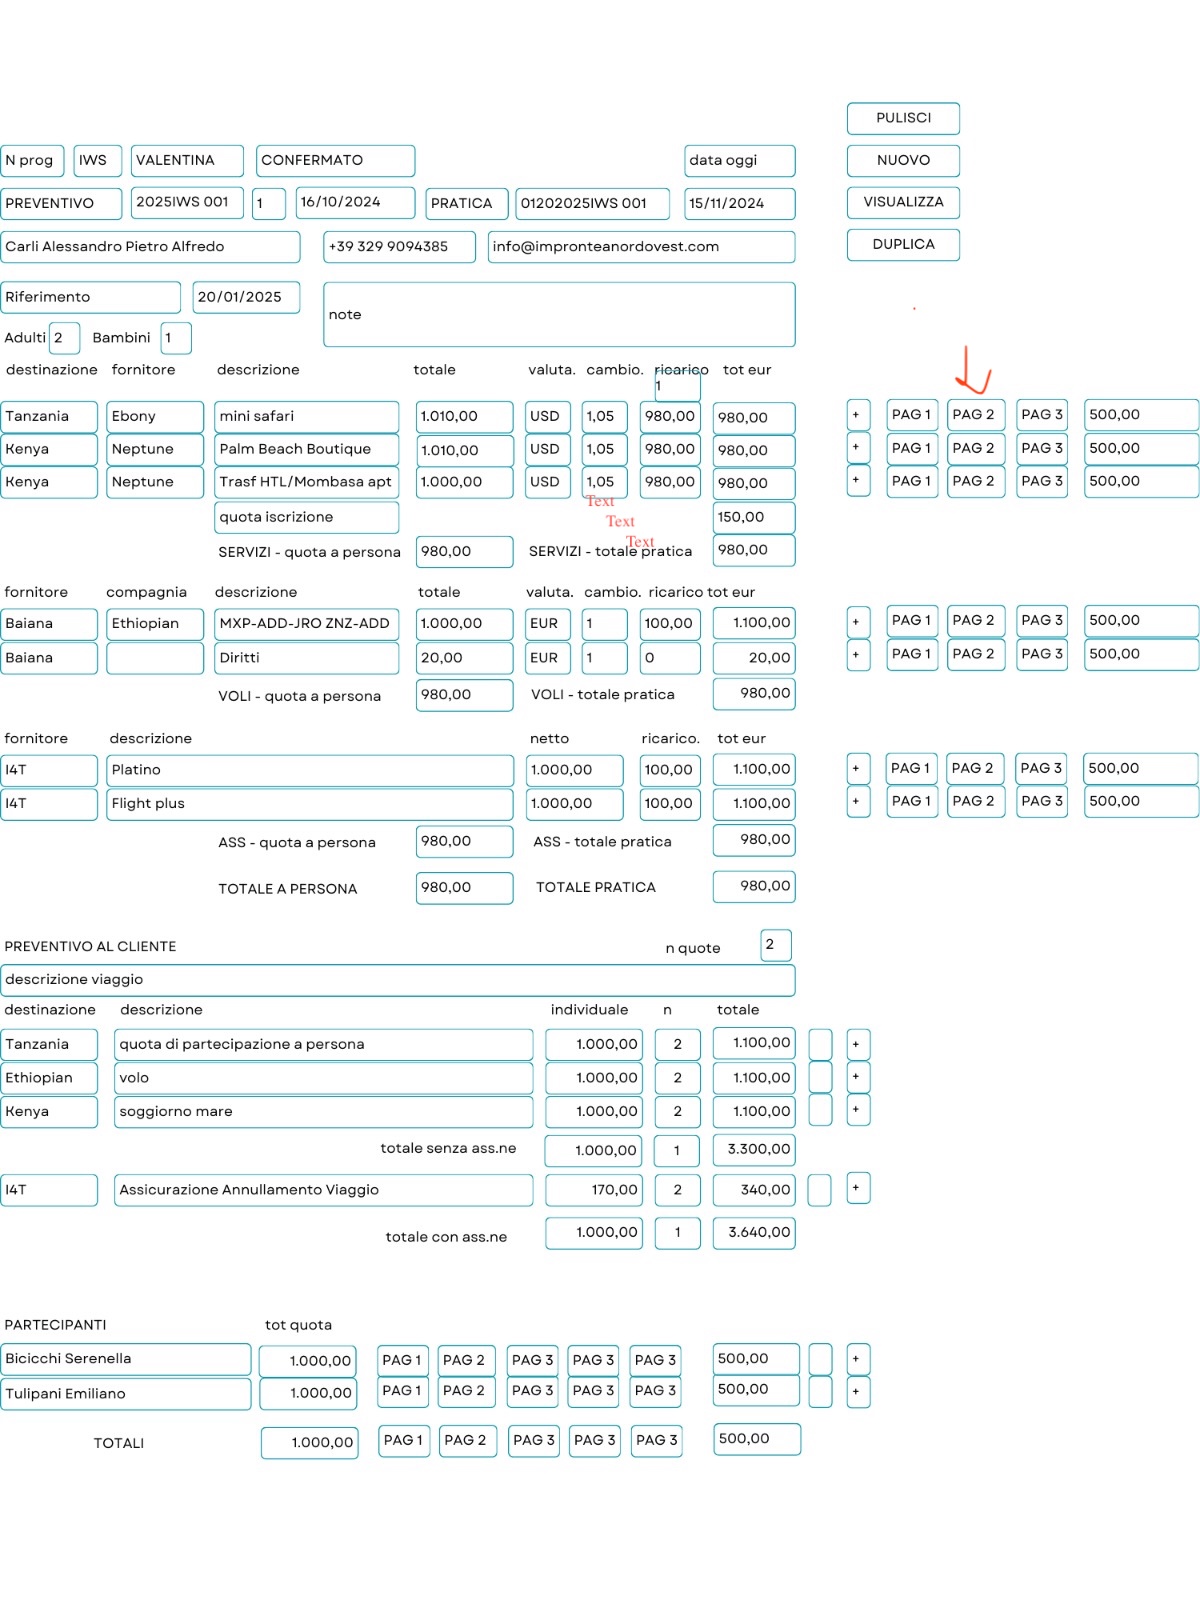 PULISCI
N prog IWS VALENTINA CONFERMATO data oggi NUOVO
PREVENTIVO 2025IWS 001 1 16/10/2024 PRATICA 01202025IWS 001 15/11/2024 VISUALIZZA
Carli Alessandro Pietro Alfredo +39 329 9094385 info@impronteanordovest.com DUPLICA
Riferimento 20/01/2025 note
Adulti 2 Bambini 1
destinazione fornitore descrizione totale valuta. cambio. ricarico tot eur
1
Tanzania Ebony mini safari 1.010,00 USD 1,05 980,00 980,00 + PAG 1 PAG 2 PAG 3 500,00
Kenya Neptune Palm Beach Boutique 1.010,00 USD 1,05 980,00 980,00 + PAG 1 PAG 2 PAG 3 500,00
Kenya Neptune Trasf HTL/Mombasa apt 1.000,00 USD 1,05 980,00 980,00 + PAG 1 PAG 2 PAG 3 500,00
Text
quota iscrizione Text 150,00
Text
SERVIZI - quota a persona 980,00 SERVIZI - totale pratica 980,00
fornitore compagnia descrizione totale valuta. cambio. ricarico tot eur
Baiana Ethiopian MXP-ADD-JRO ZNZ-ADD 1.000,00 EUR 1 100,00 1.100,00 + PAG 1 PAG 2 PAG 3 500,00
Baiana Diritti 20,00 EUR 1 0 20,00 + PAG 1 PAG 2 PAG 3 500,00
VOLI - quota a persona 980,00 VOLI - totale pratica 980,00
fornitore descrizione netto ricarico. tot eur
I4T Platino 1.000,00 100,00 1.100,00 + PAG 1 PAG 2 PAG 3 500,00
I4T Flight plus 1.000,00 100,00 1.100,00 + PAG 1 PAG 2 PAG 3 500,00
ASS - quota a persona 980,00 ASS - totale pratica 980,00
TOTALE A PERSONA 980,00 TOTALE PRATICA 980,00
PREVENTIVO AL CLIENTE n quote 2
descrizione viaggio
destinazione descrizione individuale n totale
Tanzania quota di partecipazione a persona 1.000,00 2 1.100,00 +
Ethiopian volo 1.000,00 2 1.100,00 +
Kenya soggiorno mare 1.000,00 2 1.100,00 +
totale senza ass.ne 1.000,00 1 3.300,00
I4T Assicurazione Annullamento Viaggio 170,00 2 340,00 +
totale con ass.ne 1.000,00 1 3.640,00
PARTECIPANTI tot quota
Bicicchi Serenella 1.000,00 PAG 1 PAG 2 PAG 3 PAG 3 PAG 3 500,00 +
Tulipani Emiliano 1.000,00 PAG 1 PAG 2 PAG 3 PAG 3 PAG 3 500,00 +
TOTALI 1.000,00 PAG 1 PAG 2 PAG 3 PAG 3 PAG 3 500,00